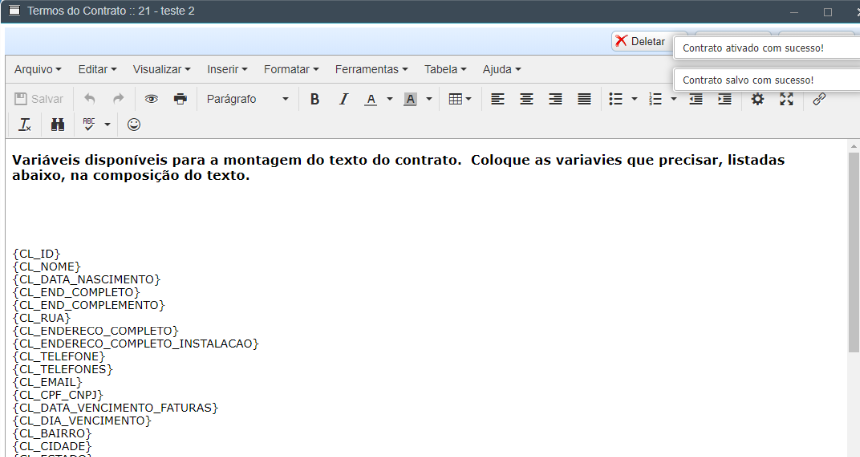 Termos do Contrato :: 21 - teste 2
Deletar
Contrato ativado com sucesso!
Contrato salvo com sucesso!
Arquivo Editar Visualizar Inserir Formatar Ferramentas Tabela Ajuda
Salvar Parágrafo B I A A
ABC
Variáveis disponíveis para a montagem do texto do contrato.  Coloque as variavies que precisar, listadas
abaixo, na composição do texto.
{CL_ID}
{CL_NOME}
{CL_DATA_NASCIMENTO}
{CL_END_COMPLETO}
{CL_END_COMPLEMENTO}
{CL_RUA}
{CL_ENDERECO_COMPLETO}
{CL_ENDERECO_COMPLETO_INSTALACAO}
{CL_TELEFONE}
{CL_TELEFONES}
{CL_EMAIL}
{CL_CPF_CNPJ}
{CL_DATA_VENCIMENTO_FATURAS}
{CL_DIA_VENCIMENTO}
{CL_BAIRRO}
{CL_CIDADE}